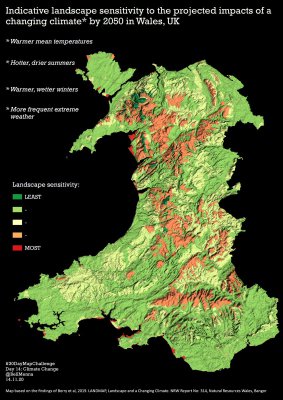 Indicative landscape sensitivity to the projected impacts of a
changing climate* by 2050 in Wales, UK
* Warmer mean temperatures
* Hotter, drier summers
* Warmer, wetter winters
* More frequent extreme
weather
Landscape sensitivity:
LEAST
-
-
-
MOST
#30DayMapChallenge
Day 14: Climate Change
@BellMenna
14.11.20
Map based on the findings of Berry et al, 2019. LANDMAP, Landscape and a Changing Climate. NRW Report No: 314, Natural Resources Wales, Bangor